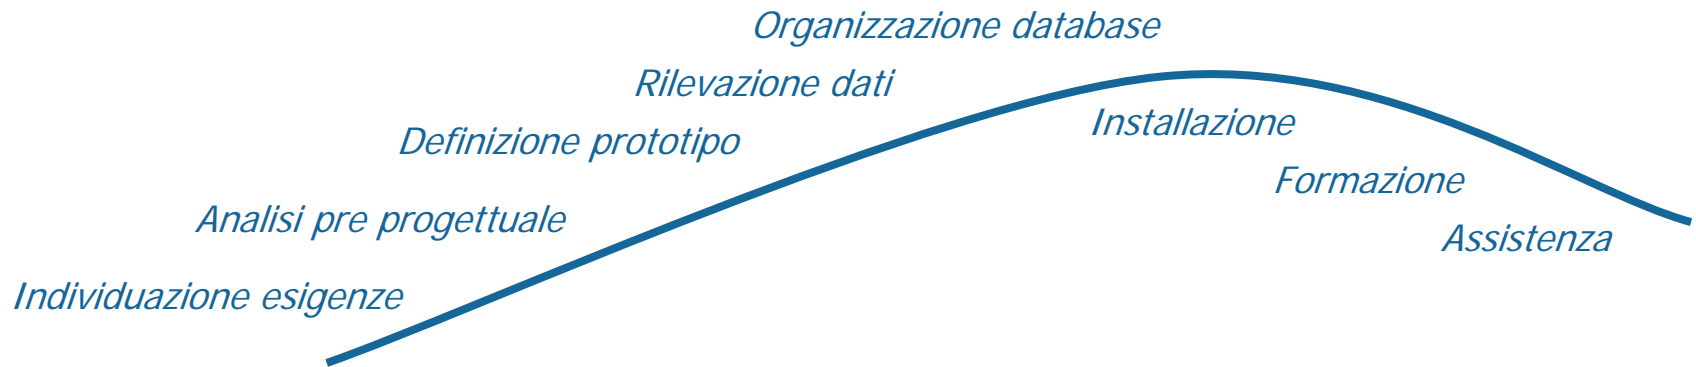 Organizzazione database
Rilevazione dati
Installazione
Definizione prototipo
Formazione
Analisi pre progettuale
Assistenza
Individuazione esigenze